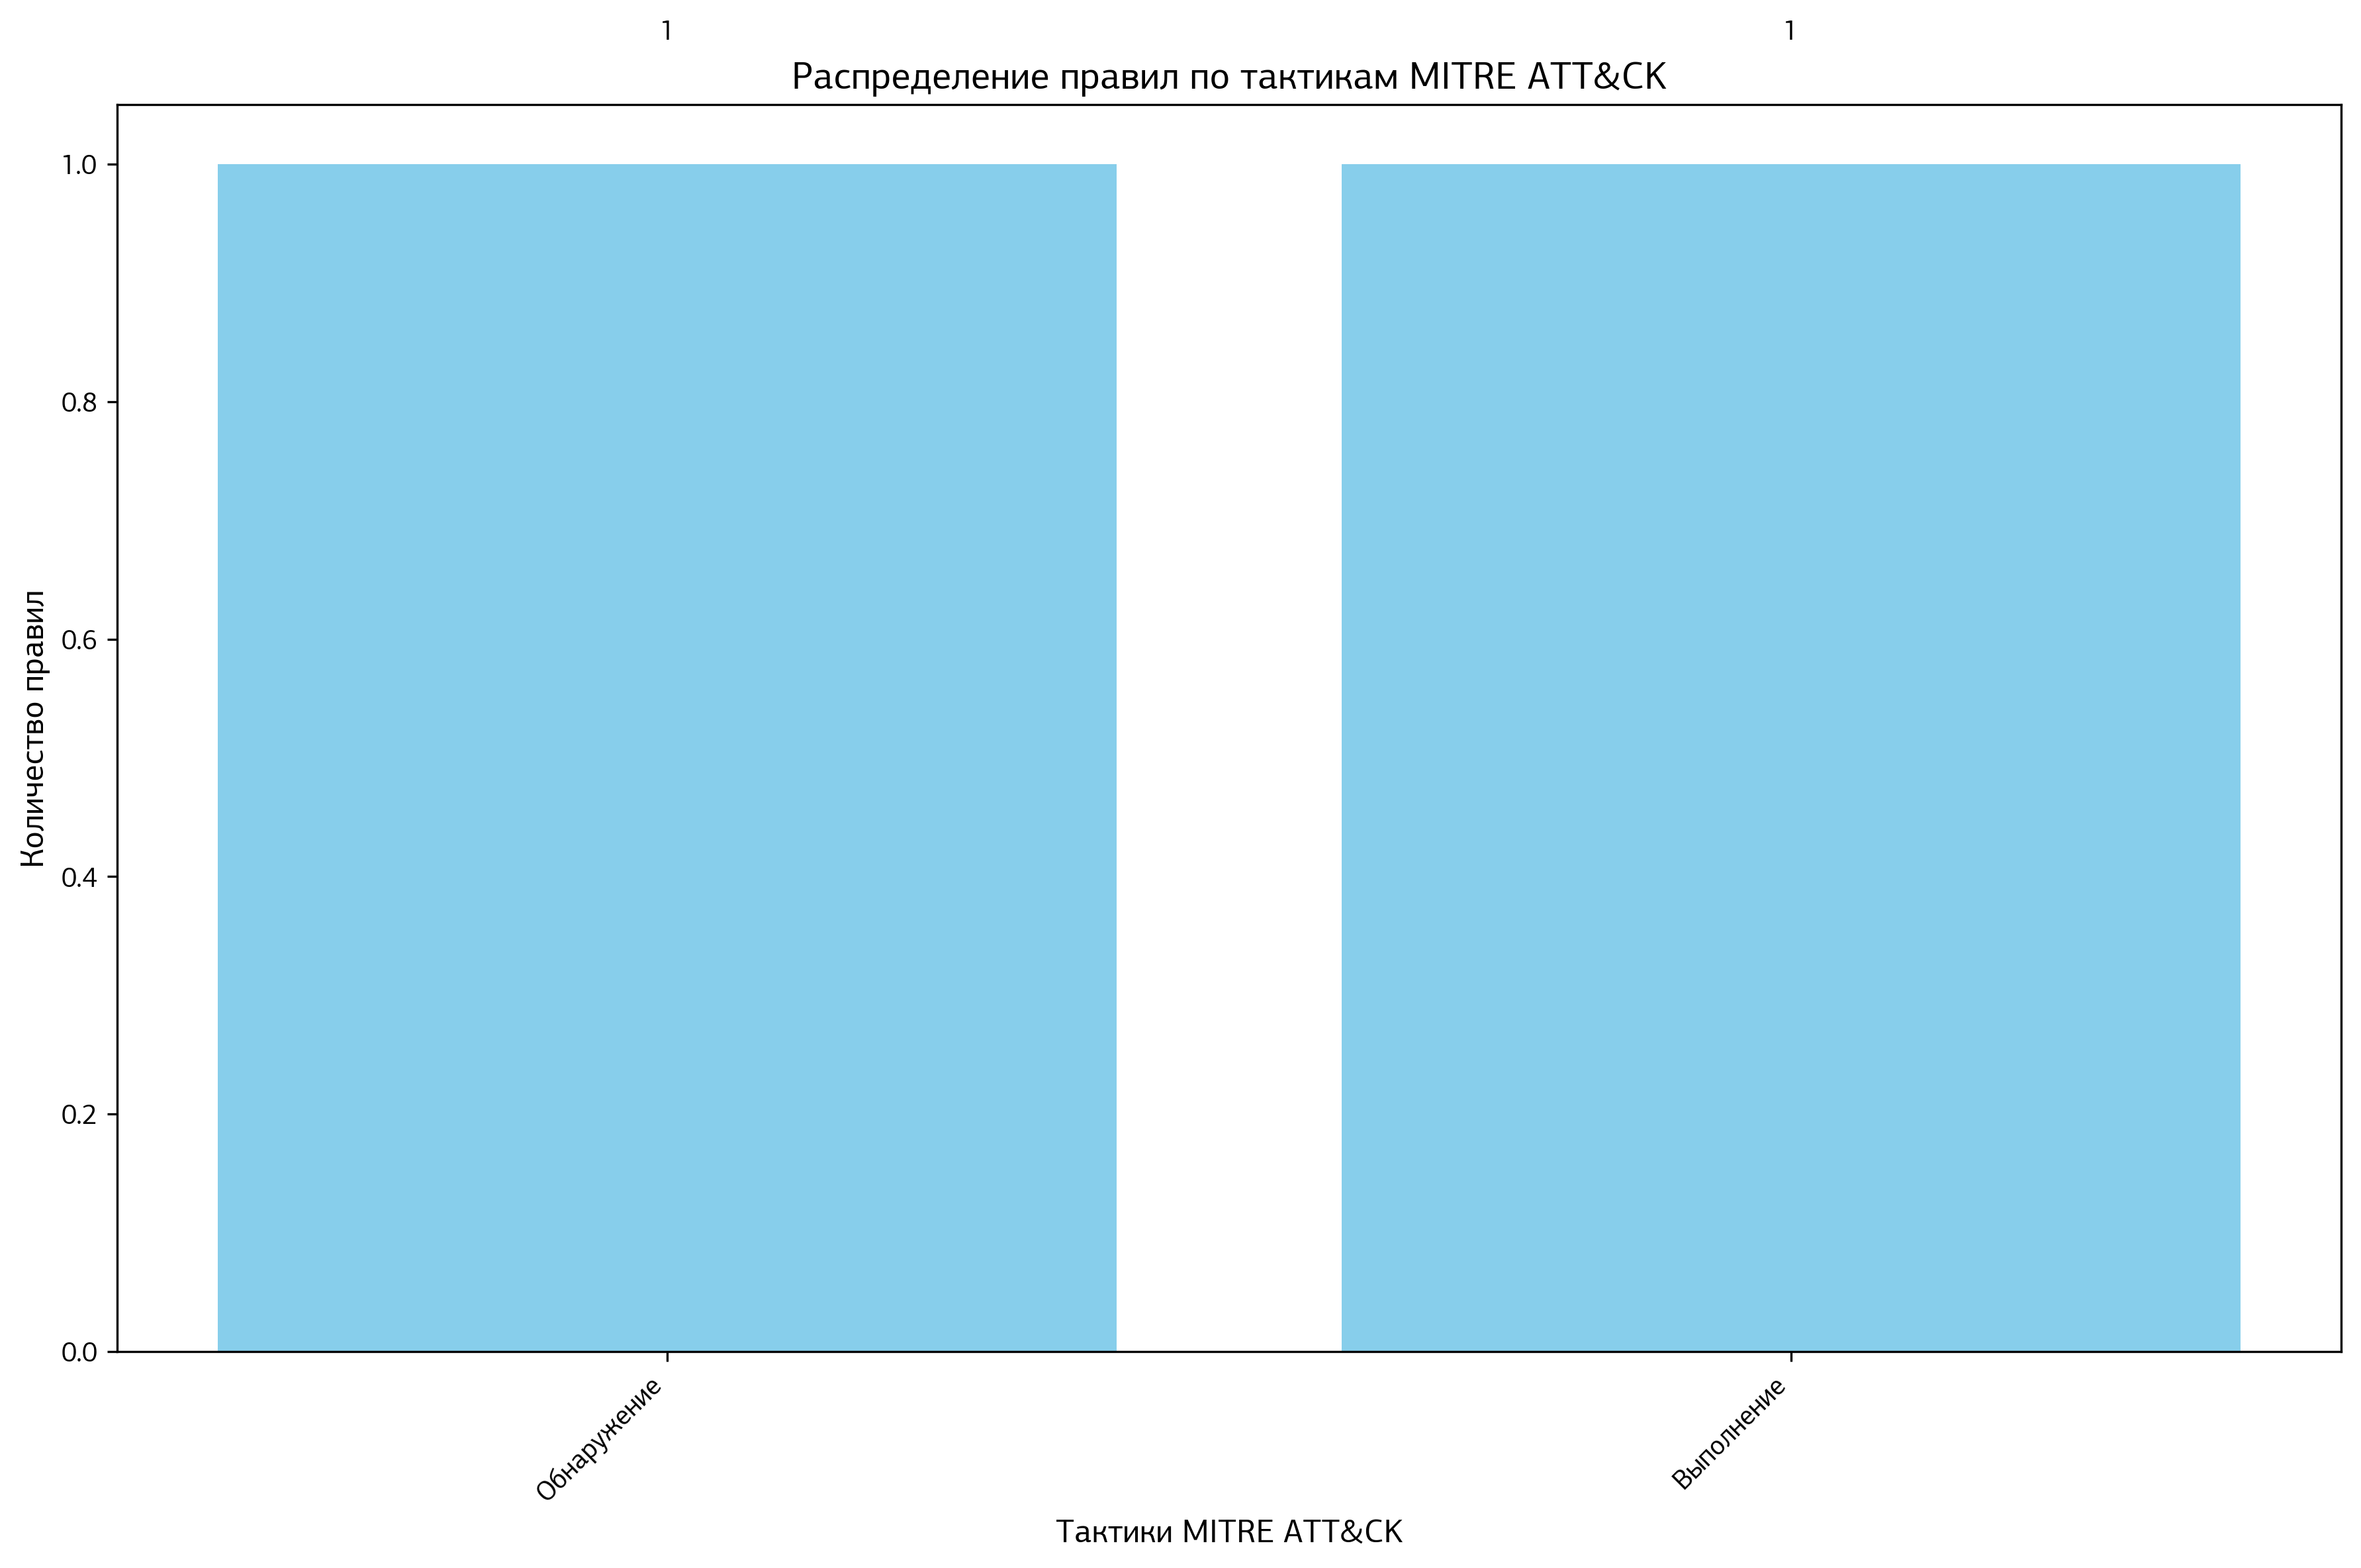 1
1
Распределение правил по тактикам MITRE ATT&CK
1.0
0.8
0.6
0.4
0.2
0.0
Количество правил
Обнаружение
Выполнение
Тактики MITRE ATT&CK